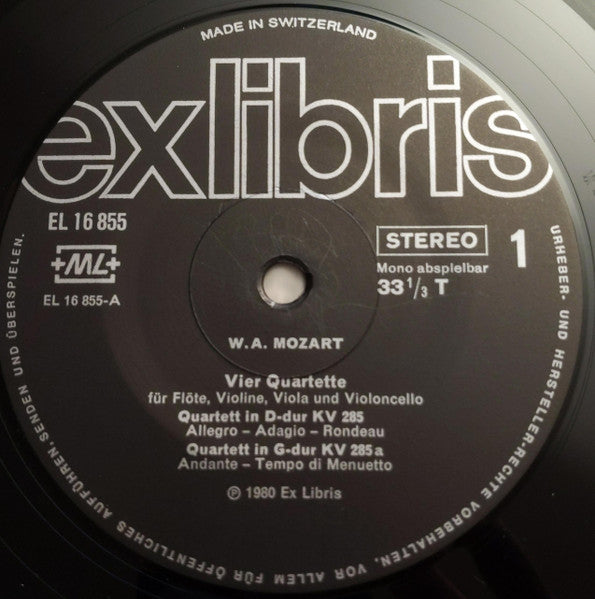 MADE IN SWITZERLAND
exlibris
EL 16 855
+ML+
EL 16 855-A
STEREO
Mono abspielbar
33 1/3 T
1
W.A. MOZART
Vier Quartette
für Flöte, Violine, Viola und Violoncello
Quartett in D-dur KV 285
Allegro – Adagio – Rondeau
Quartett in G-dur KV 285a
Andante – Tempo di Menuetto
℗ 1980 Ex Libris
URHEBER- UND HERSTELLER-RECHTE VORBEHALTEN, VOR ALLEM FÜR ÖFFENTLICHES AUFFÜHREN, SENDEN UND ÜBERSPIELEN.